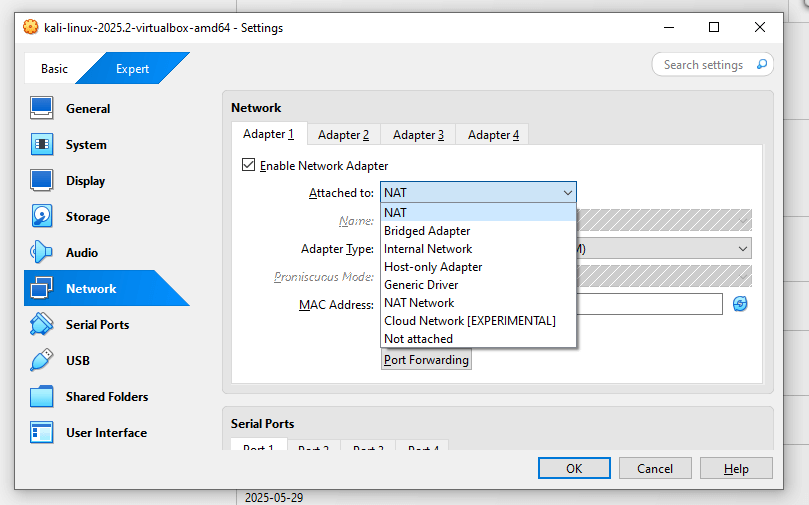 kali-linux-2025.2-virtualbox-amd64 - Settings
Basic
Expert
Search settings
General
System
Display
Storage
Audio
Network
Serial Ports
USB
Shared Folders
User Interface
Network
Adapter 1
Adapter 2
Adapter 3
Adapter 4
Enable Network Adapter
Attached to: NAT
NAT
Bridged Adapter
Internal Network
Host-only Adapter
Generic Driver
NAT Network
Cloud Network [EXPERIMENTAL]
Not attached
Name:
Adapter Type:
Promiscuous Mode:
MAC Address:
Port Forwarding
Serial Ports
Port 1
Port 2
Port 3
Port 4
OK
Cancel
Help
2025-05-29